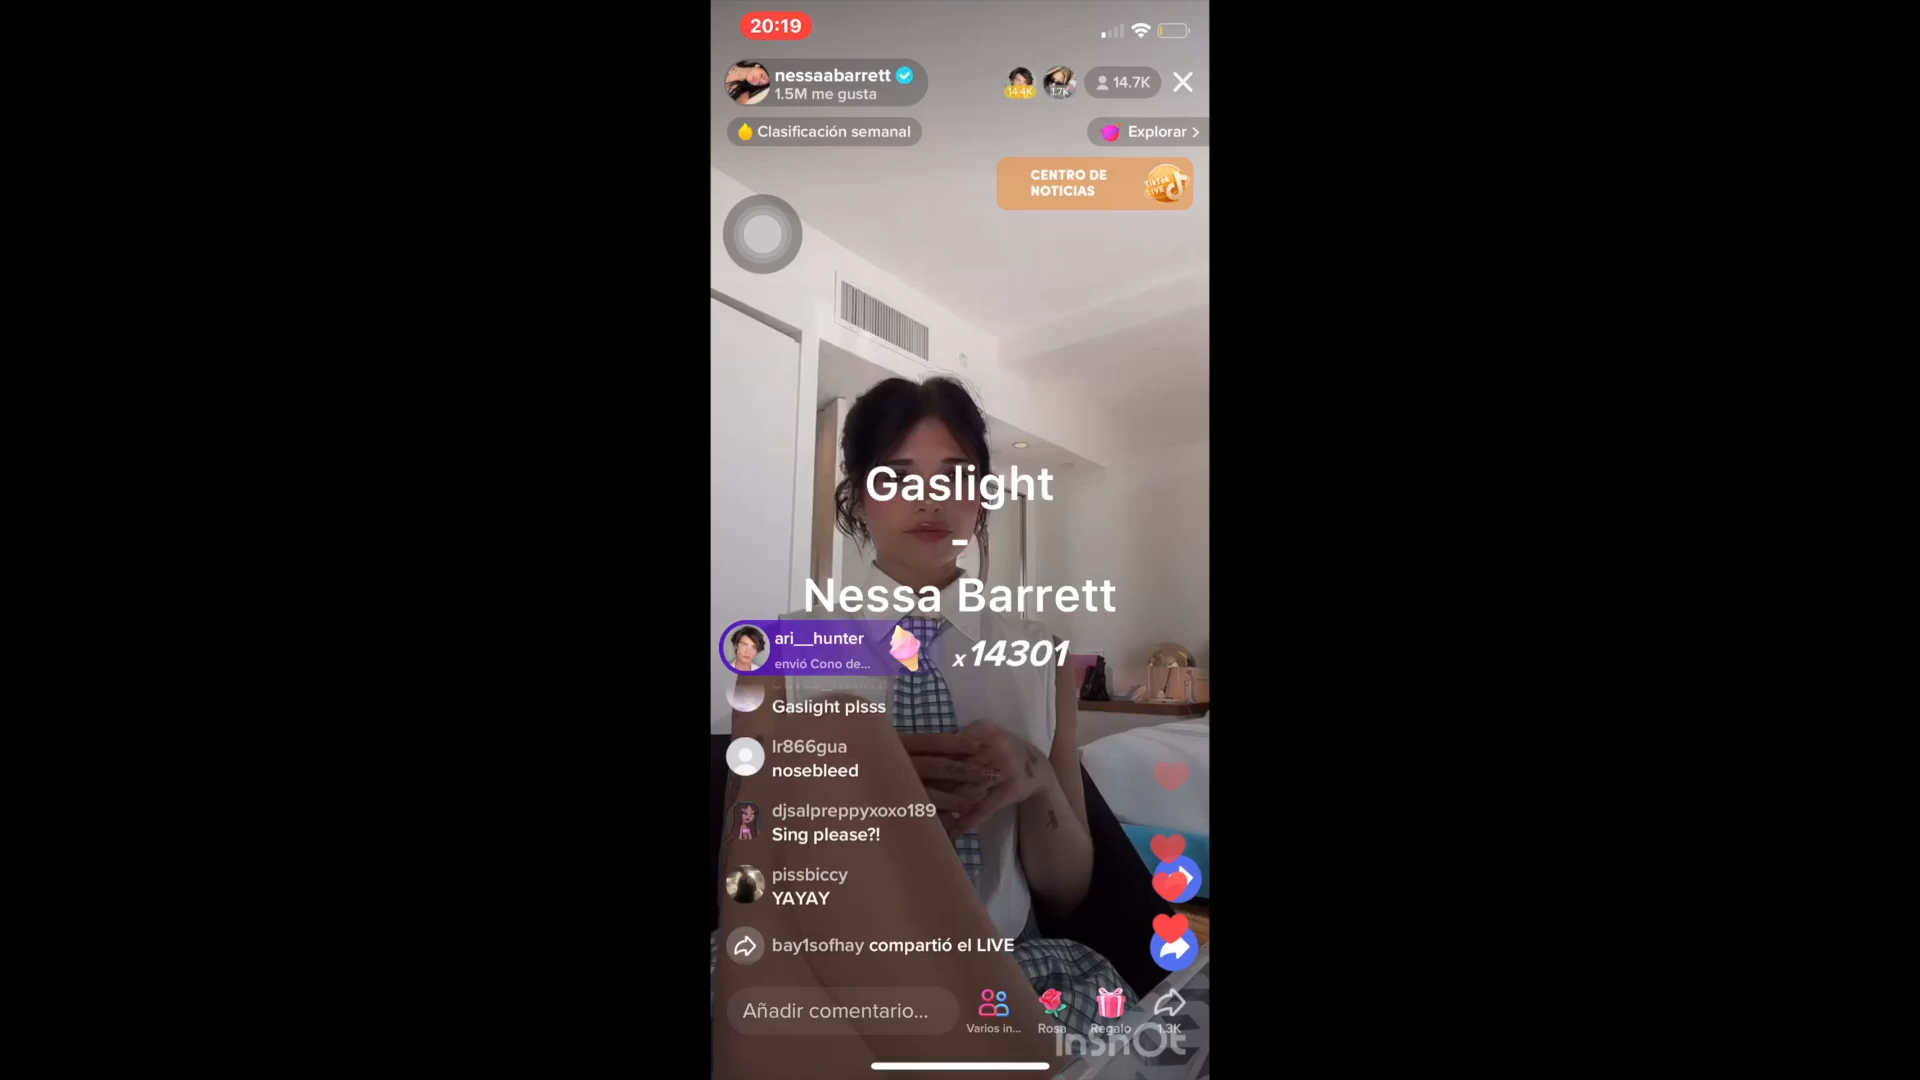 20:19
nessaabarrett
1.5M me gusta
14.4K
1.7K
14.7K
Clasificación semanal
Explorar
CENTRO DE
NOTICIAS
TikTok
LIVE
Gaslight
-
Nessa Barrett
ari__hunter
envió Cono de...
x14301
Gaslight plsss
lr866gua
nosebleed
djsalpreppyxoxo189
Sing please?!
pissbiccy
YAYAY
bay1sofhay compartió el LIVE
Añadir comentario...
Varios in...
Rosa
Regalo
1.3K
InShOt